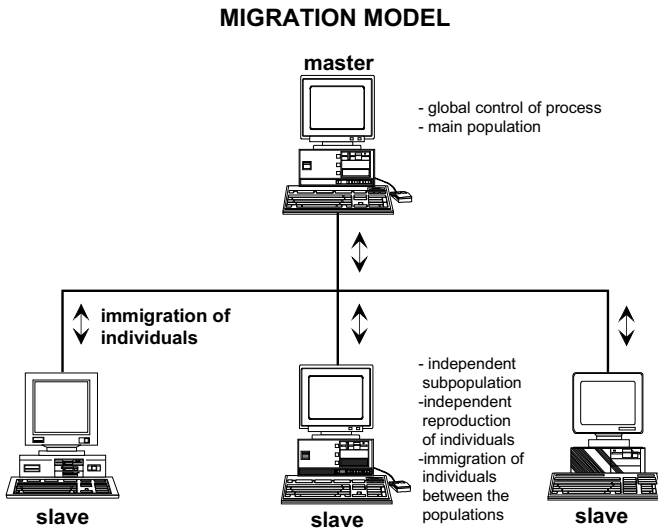 MIGRATION MODEL
master
- global control of process
- main population
immigration of
individuals
- independent
subpopulation
-independent
reproduction
of individuals
-immigration of
individuals
between the
populations
slave
slave
slave